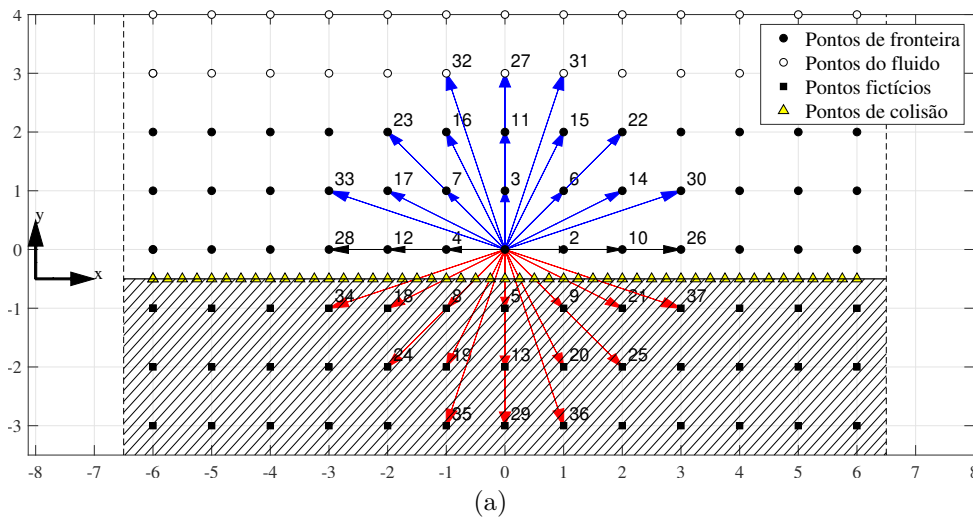 4
Pontos de fronteira
Pontos do fluido
Pontos fictícios
Pontos de colisão
32 27 31
3
23 16 11 15 22
2
33 17 7 3 6 14 30
1
y
28 12 4 2 10 26
0
x
34 18 8 5 9 21 37
-1
24 19 13 20 25
-2
35 29 36
-3
-8 -7 -6 -5 -4 -3 -2 -1 0 1 2 3 4 5 6 7 8
(a)